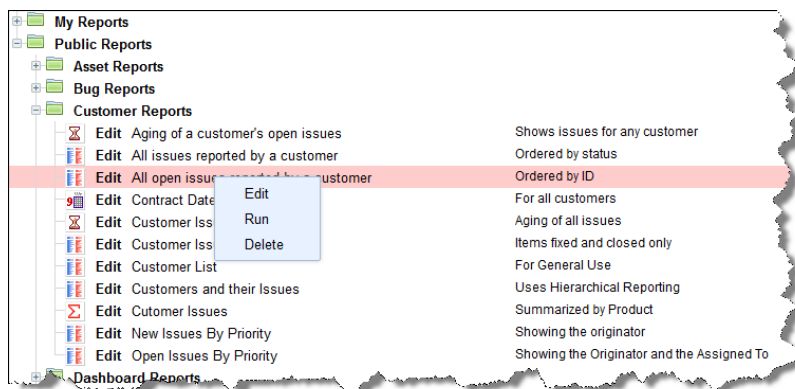 My Reports
Public Reports
Asset Reports
Bug Reports
Customer Reports
Edit Aging of a customer's open issues Shows issues for any customer
Edit All issues reported by a customer Ordered by status
Edit All open issues reported by a customer Ordered by ID
Edit Contract Date For all customers
Edit Customer Iss Aging of all issues
Edit Customer Iss Items fixed and closed only
Edit Customer List For General Use
Edit Customers and their Issues Uses Hierarchical Reporting
Edit Cutomer Issues Summarized by Product
Edit New Issues By Priority Showing the originator
Edit Open Issues By Priority Showing the Originator and the Assigned To
Dashboard Reports
Edit
Run
Delete